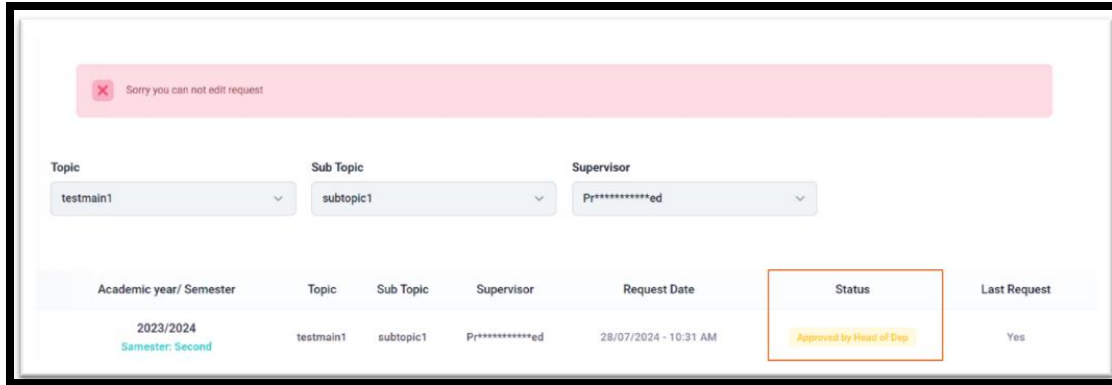 Sorry you can not edit request
Topic Sub Topic Supervisor
testmain1 subtopic1 Pr***********ed
Academic year/ Semester Topic Sub Topic Supervisor Request Date Status Last Request
2023/2024
Samester: Second
testmain1 subtopic1 Pr***********ed 28/07/2024 - 10:31 AM Approved by Head of Dep Yes